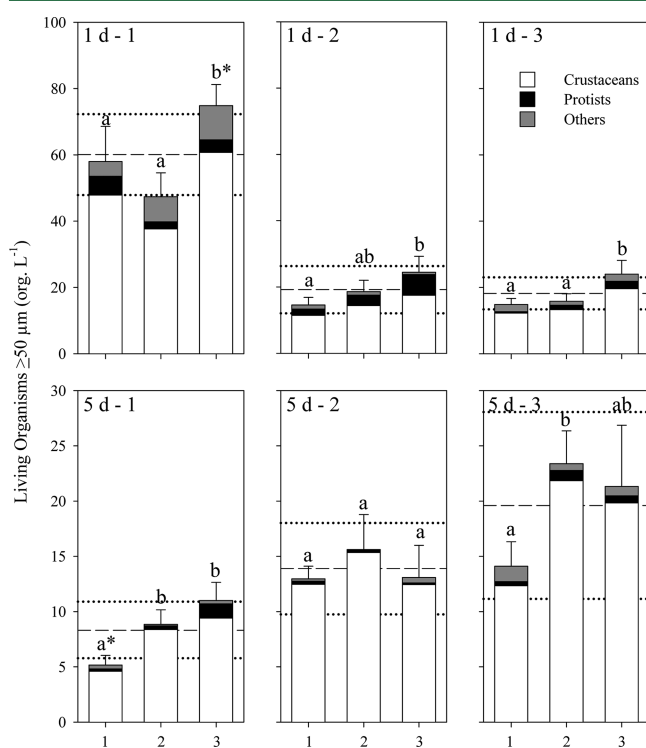 Living Organisms ≥50 µm (org. L⁻¹)
100
80
60
40
20
0
1 d - 1
a
a
b*
1 d - 2
a
ab
b
1 d - 3
Crustaceans
Protists
Others
a
a
b
30
25
20
15
10
5
0
5 d - 1
a*
b
b
5 d - 2
a
a
a
5 d - 3
a
b
ab
1 2 3
1 2 3
1 2 3